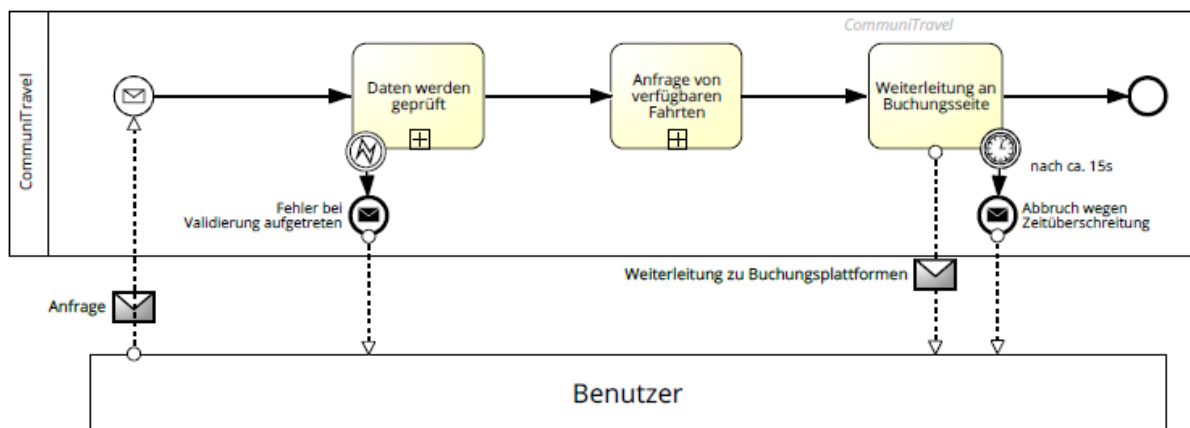 CommuniTravel
CommuniTravel
Daten werden
geprüft
Anfrage von
verfügbaren
Fahrten
Weiterleitung an
Buchungsseite
nach ca. 15s
Fehler bei
Validierung aufgetreten
Abbruch wegen
Zeitüberschreitung
Weiterleitung zu Buchungsplattformen
Anfrage
Benutzer